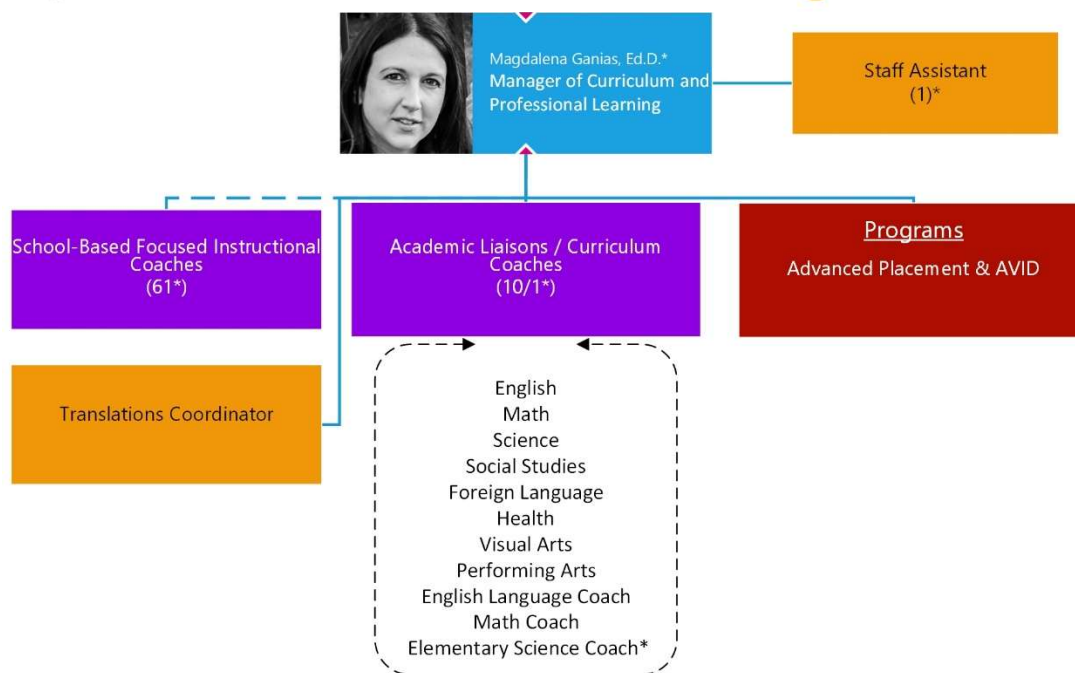 Magdalena Ganias, Ed.D.*
Manager of Curriculum and
Professional Learning
Staff Assistant
(1)*
School-Based Focused Instructional
Coaches
(61*)
Academic Liaisons / Curriculum
Coaches
(10/1*)
Programs
Advanced Placement & AVID
Translations Coordinator
English
Math
Science
Social Studies
Foreign Language
Health
Visual Arts
Performing Arts
English Language Coach
Math Coach
Elementary Science Coach*